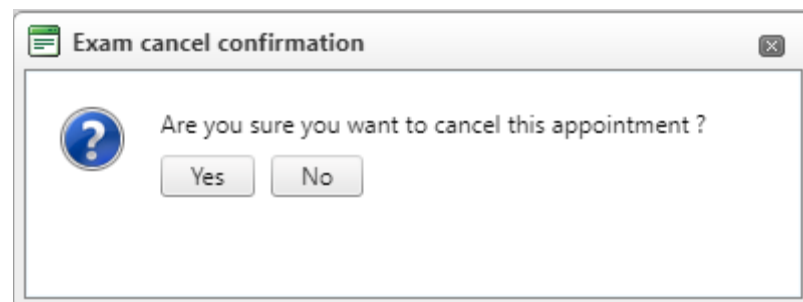 Exam cancel confirmation
Are you sure you want to cancel this appointment ?
Yes No